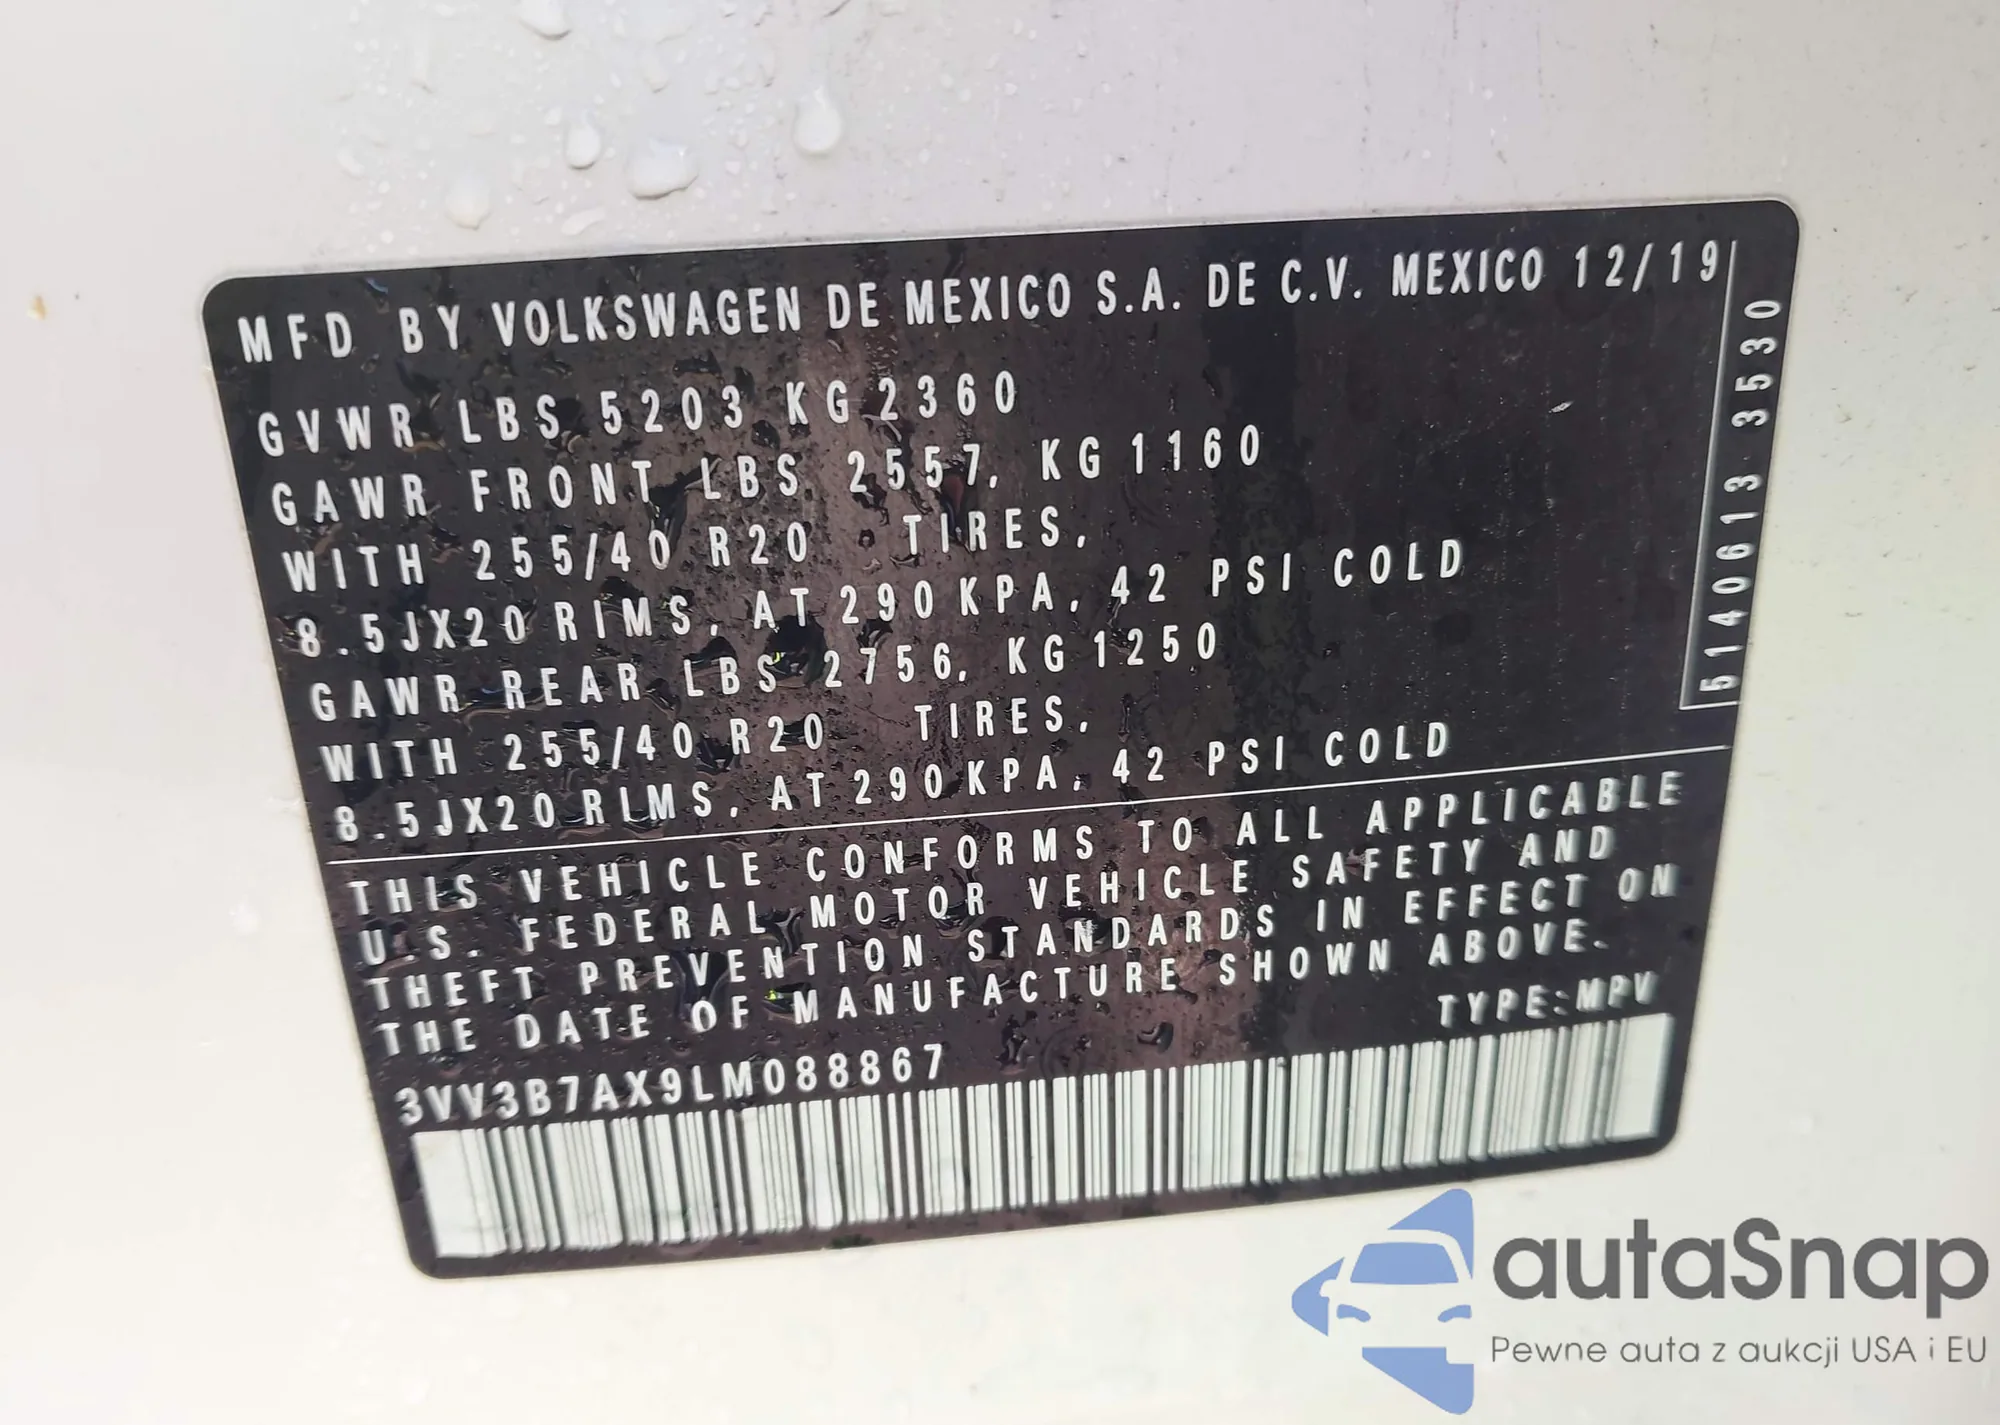 MFD BY VOLKSWAGEN DE MEXICO S.A. DE C.V. MEXICO 12/19
GVWR LBS 5203 KG 2360
GAWR FRONT LBS 2557, KG 1160
WITH 255/40 R20 TIRES,
8.5JX20 RIMS, AT 290 KPA, 42 PSI COLD
GAWR REAR LBS 2756, KG 1250
WITH 255/40 R20 TIRES,
8.5JX20 RIMS, AT 290 KPA, 42 PSI COLD
5140613 3530
THIS VEHICLE CONFORMS TO ALL APPLICABLE
U.S. FEDERAL MOTOR VEHICLE SAFETY AND
THEFT PREVENTION STANDARDS IN EFFECT ON
THE DATE OF MANUFACTURE SHOWN ABOVE.
TYPE:MPV
3VV3B7AX9LM088867
autaSnap
Pewne auta z aukcji USA i EU